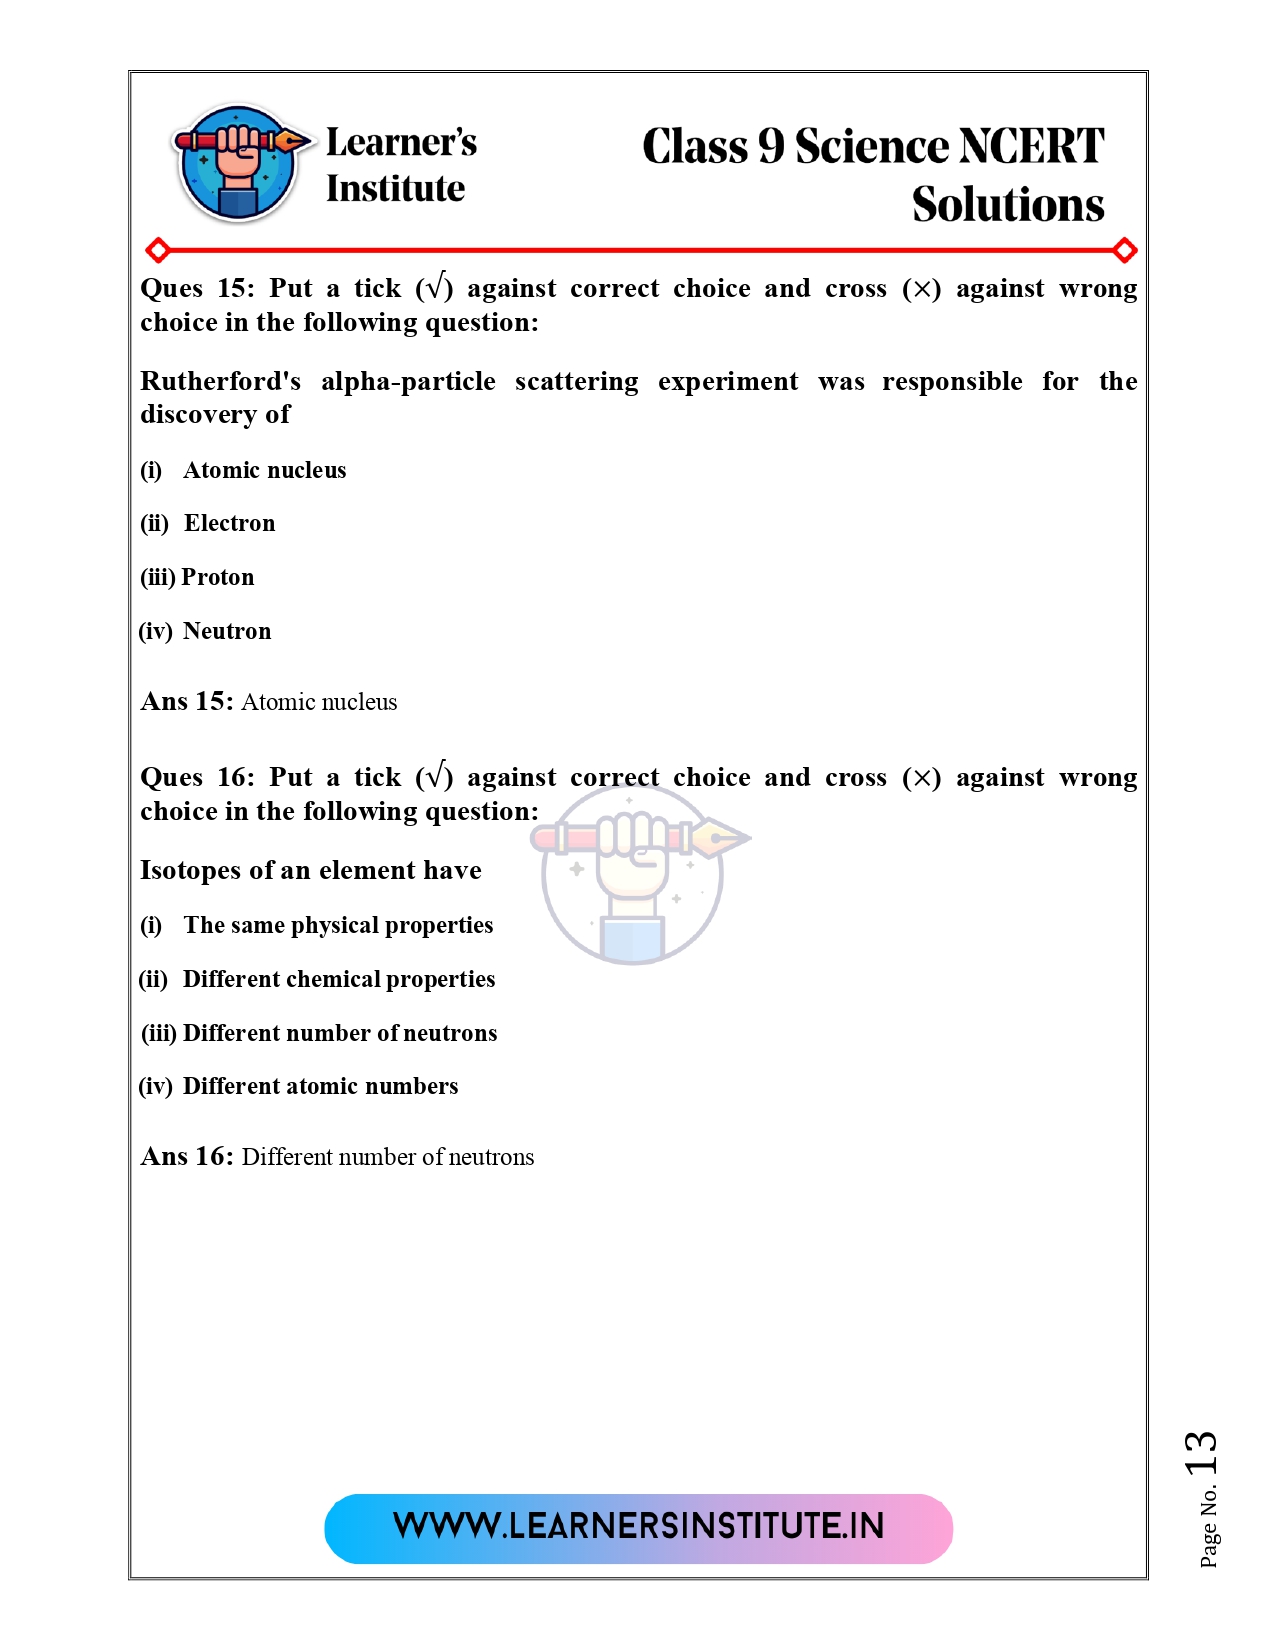 Learner's
Institute
Class 9 Science NCERT
Solutions
Ques 15: Put a tick (√) against correct choice and cross (×) against wrong
choice in the following question:
Rutherford's alpha-particle scattering experiment was responsible for the
discovery of
(i) Atomic nucleus
(ii) Electron
(iii) Proton
(iv) Neutron
Ans 15: Atomic nucleus
Ques 16: Put a tick (√) against correct choice and cross (×) against wrong
choice in the following question:
Isotopes of an element have
(i) The same physical properties
(ii) Different chemical properties
(iii) Different number of neutrons
(iv) Different atomic numbers
Ans 16: Different number of neutrons
WWW.LEARNERSINSTITUTE.IN
Page No. 13